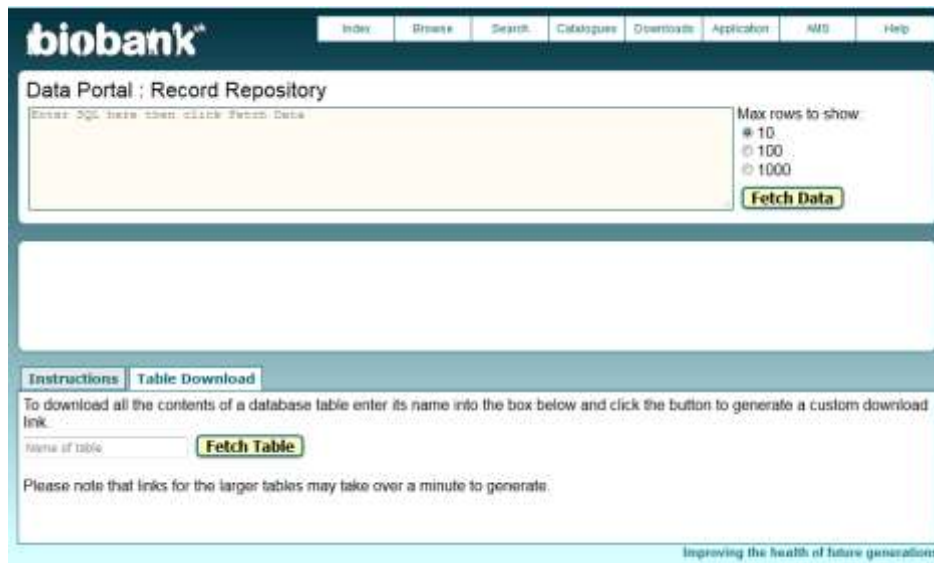 biobank uk
Index Browse Search Catalogues Downloads Application AMS Help
Data Portal : Record Repository
Enter SQL here then click Fetch Data
Max rows to show:
10
100
1000
Fetch Data
Instructions Table Download
To download all the contents of a database table enter its name into the box below and click the button to generate a custom download
link.
Name of table Fetch Table
Please note that links for the larger tables may take over a minute to generate.
Improving the health of future generations